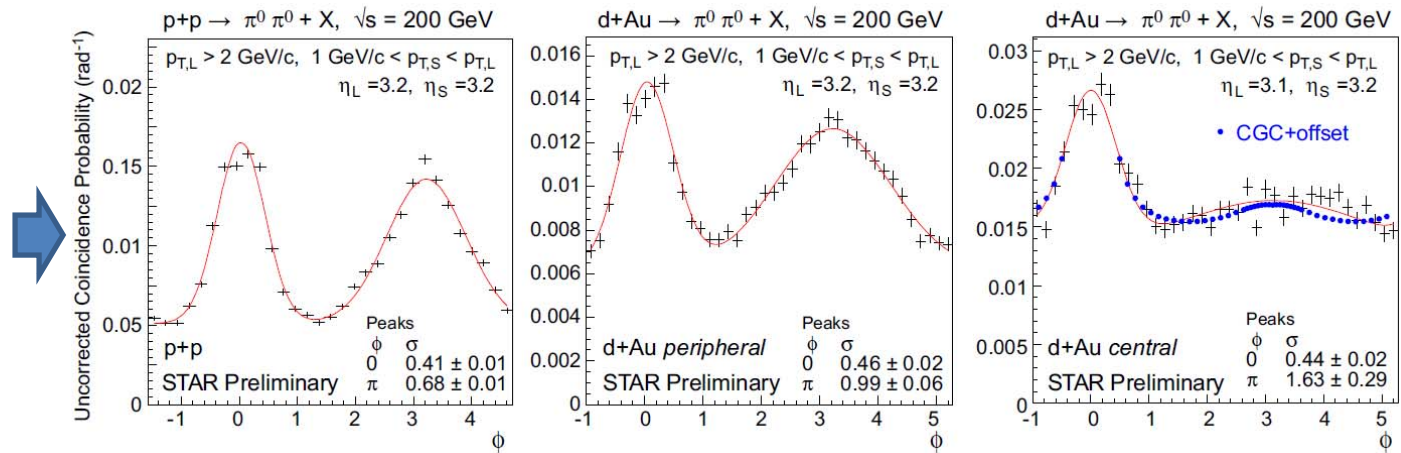 Uncorrected Coincidence Probability (rad⁻¹)
p+p → π⁰ π⁰ + X, √s = 200 GeV
p_T,L > 2 GeV/c, 1 GeV/c < p_T,S < p_T,L
η_L =3.2, η_S =3.2
0.02
0.15
0.01
0.05
0
p+p
STAR Preliminary
Peaks
φ σ
0 0.41 ± 0.01
π 0.68 ± 0.01
-1 0 1 2 3 4
φ
d+Au → π⁰ π⁰ + X, √s = 200 GeV
p_T,L > 2 GeV/c, 1 GeV/c < p_T,S < p_T,L
η_L =3.2, η_S =3.2
0.016
0.014
0.012
0.01
0.008
0.006
0.004
0.002
0
d+Au peripheral
STAR Preliminary
Peaks
φ σ
0 0.46 ± 0.02
π 0.99 ± 0.06
-1 0 1 2 3 4 5
φ
d+Au → π⁰ π⁰ + X, √s = 200 GeV
p_T,L > 2 GeV/c, 1 GeV/c < p_T,S < p_T,L
η_L =3.1, η_S =3.2
CGC+offset
0.03
0.025
0.02
0.015
0.01
0.005
0
d+Au central
STAR Preliminary
Peaks
φ σ
0 0.44 ± 0.02
π 1.63 ± 0.29
-1 0 1 2 3 4 5
φ